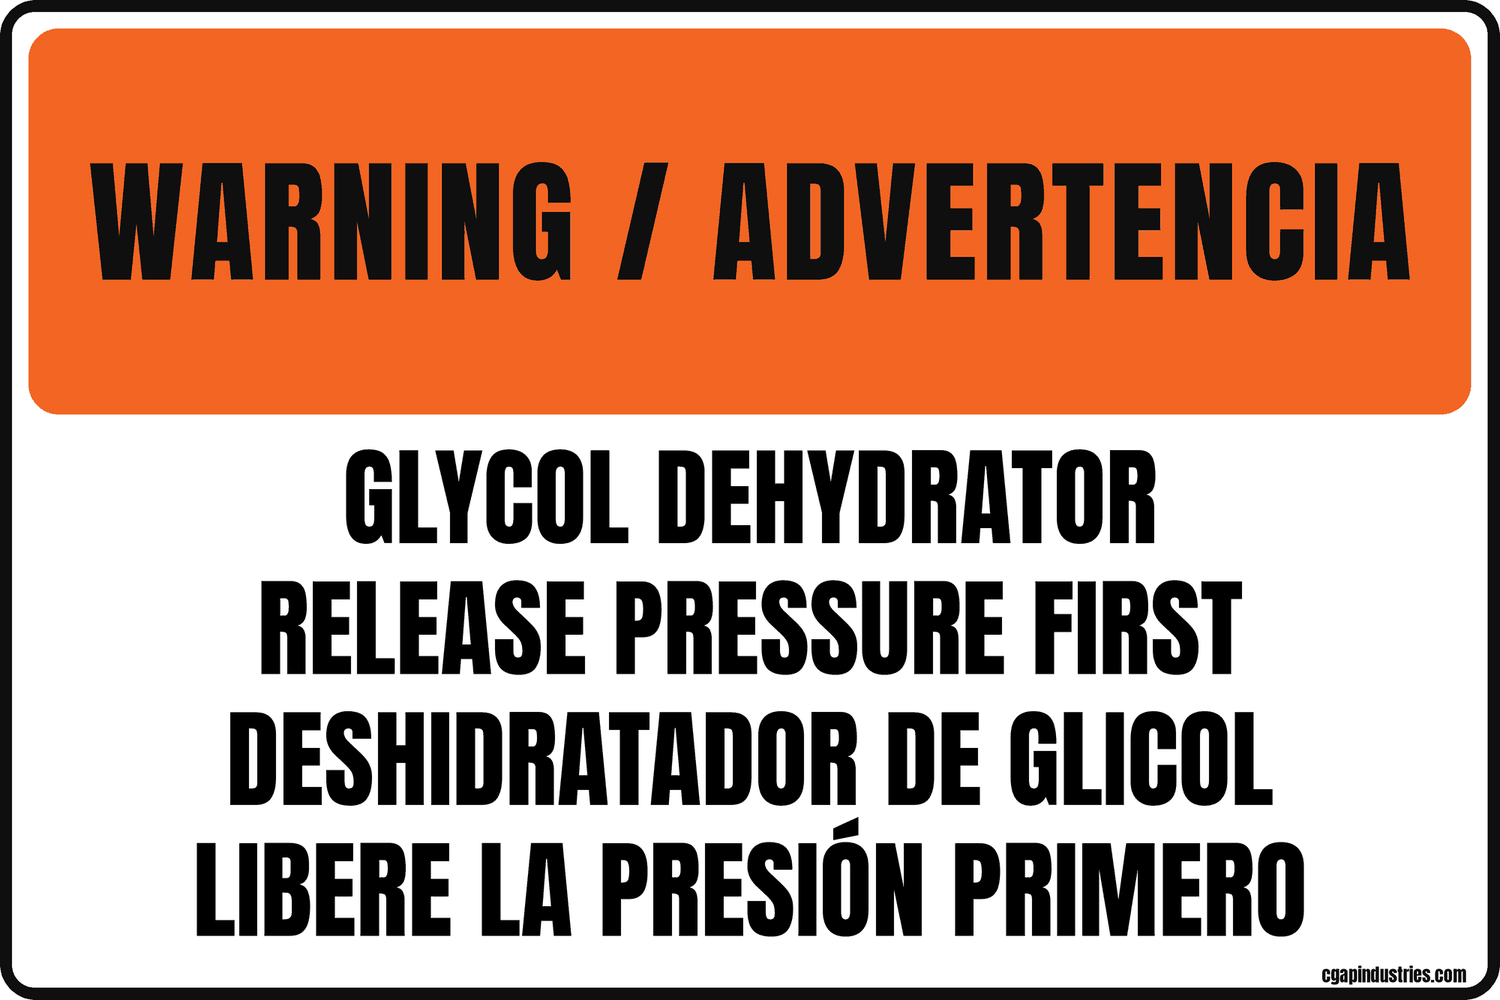 WARNING / ADVERTENCIA
GLYCOL DEHYDRATOR
RELEASE PRESSURE FIRST
DESHIDRATADOR DE GLICOL
LIBERE LA PRESIÓN PRIMERO
cgapindustries.com